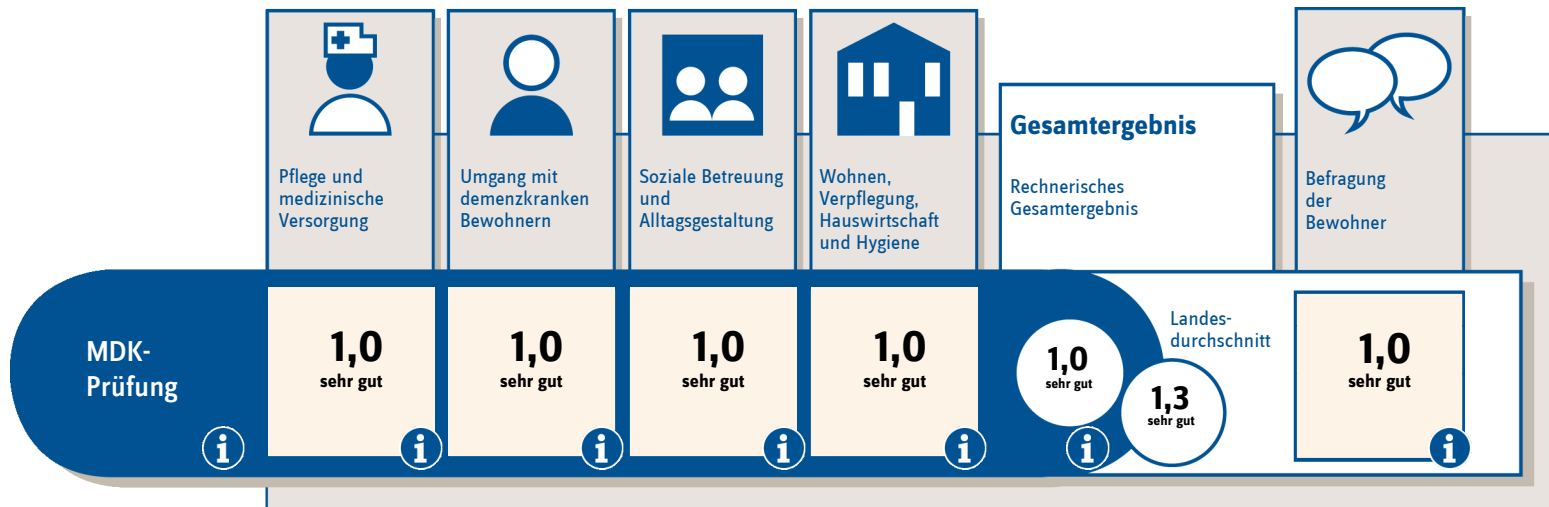 Pflege und
medizinische
Versorgung
Umgang mit
demenzkranken
Bewohnern
Soziale Betreuung
und
Alltagsgestaltung
Wohnen,
Verpflegung,
Hauswirtschaft
und Hygiene
Gesamtergebnis
Rechnerisches
Gesamtergebnis
Befragung
der
Bewohner
MDK-
Prüfung
i
1,0
sehr gut
i
1,0
sehr gut
i
1,0
sehr gut
i
1,0
sehr gut
i
1,0
sehr gut
i
Landes-
durchschnitt
1,3
sehr gut
1,0
sehr gut
i